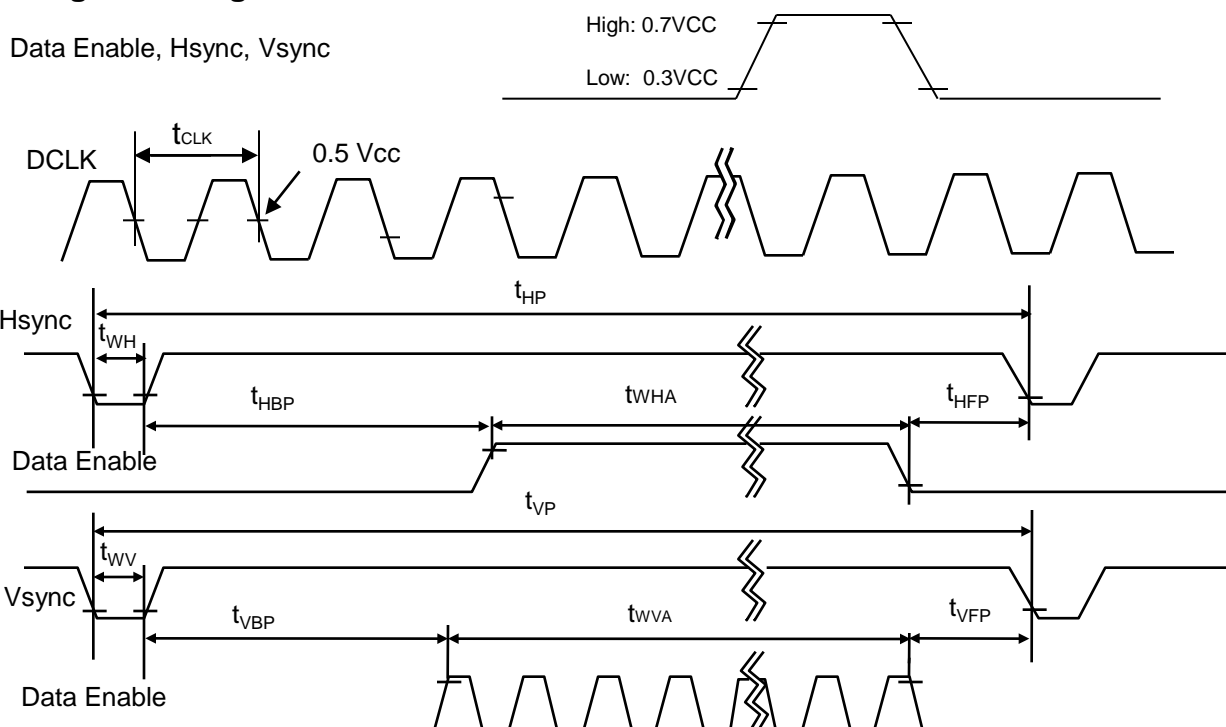 High: 0.7VCC
Data Enable, Hsync, Vsync
Low: 0.3VCC
tCLK
DCLK
0.5 Vcc
tHP
Hsync
tWH
tHBP
tWHA
tHFP
Data Enable
tVP
tWV
Vsync
tVBP
tWVA
tVFP
Data Enable